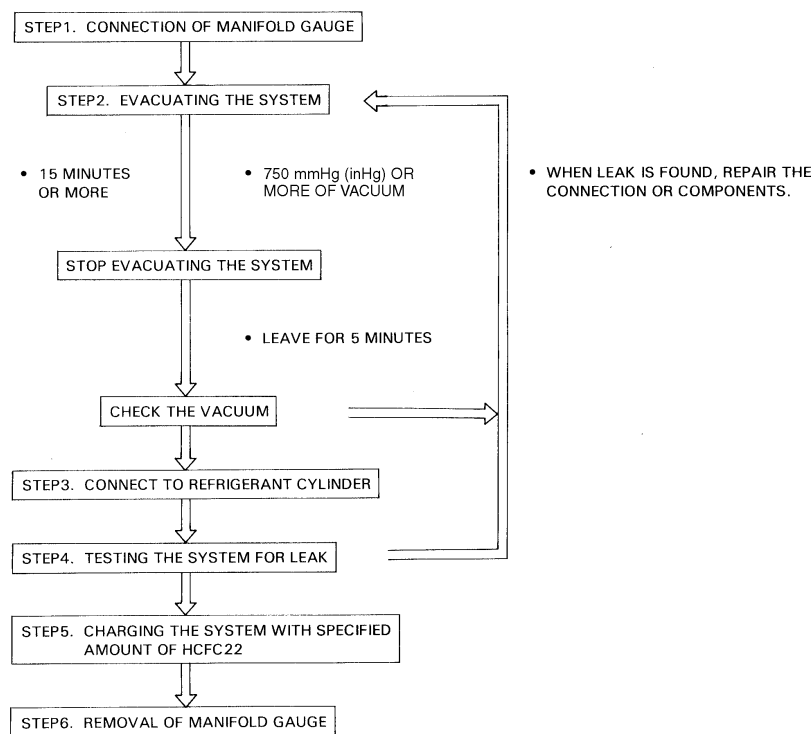 STEP1. CONNECTION OF MANIFOLD GAUGE
STEP2. EVACUATING THE SYSTEM
• 15 MINUTES
OR MORE
• 750 mmHg (inHg) OR
MORE OF VACUUM
• WHEN LEAK IS FOUND, REPAIR THE
CONNECTION OR COMPONENTS.
STOP EVACUATING THE SYSTEM
• LEAVE FOR 5 MINUTES
CHECK THE VACUUM
STEP3. CONNECT TO REFRIGERANT CYLINDER
STEP4. TESTING THE SYSTEM FOR LEAK
STEP5. CHARGING THE SYSTEM WITH SPECIFIED
AMOUNT OF HCFC22
STEP6. REMOVAL OF MANIFOLD GAUGE